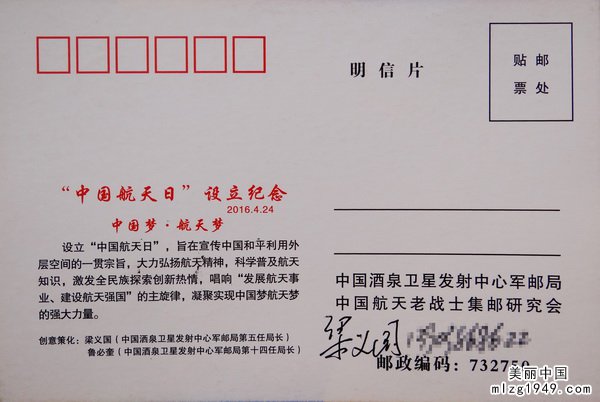 明信片
贴邮
票处
“中国航天日”设立纪念
2016.4.24
中国梦·航天梦
设立“中国航天日”，旨在宣传中国和平利用外
层空间的一贯宗旨，大力弘扬航天精神，科学普及航天
知识，激发全民族探索创新热情，唱响“发展航天事
业、建设航天强国”的主旋律，凝聚实现中国梦航天梦
的强大力量。
创意策化：梁义国（中国酒泉卫星发射中心军邮局第五任局长）
鲁必奎（中国酒泉卫星发射中心军邮局第十四任局长）
中国酒泉卫星发射中心军邮局
中国航天老战士集邮研究会
梁义国
邮政编码：732750
美丽中国
mlzg1949.com